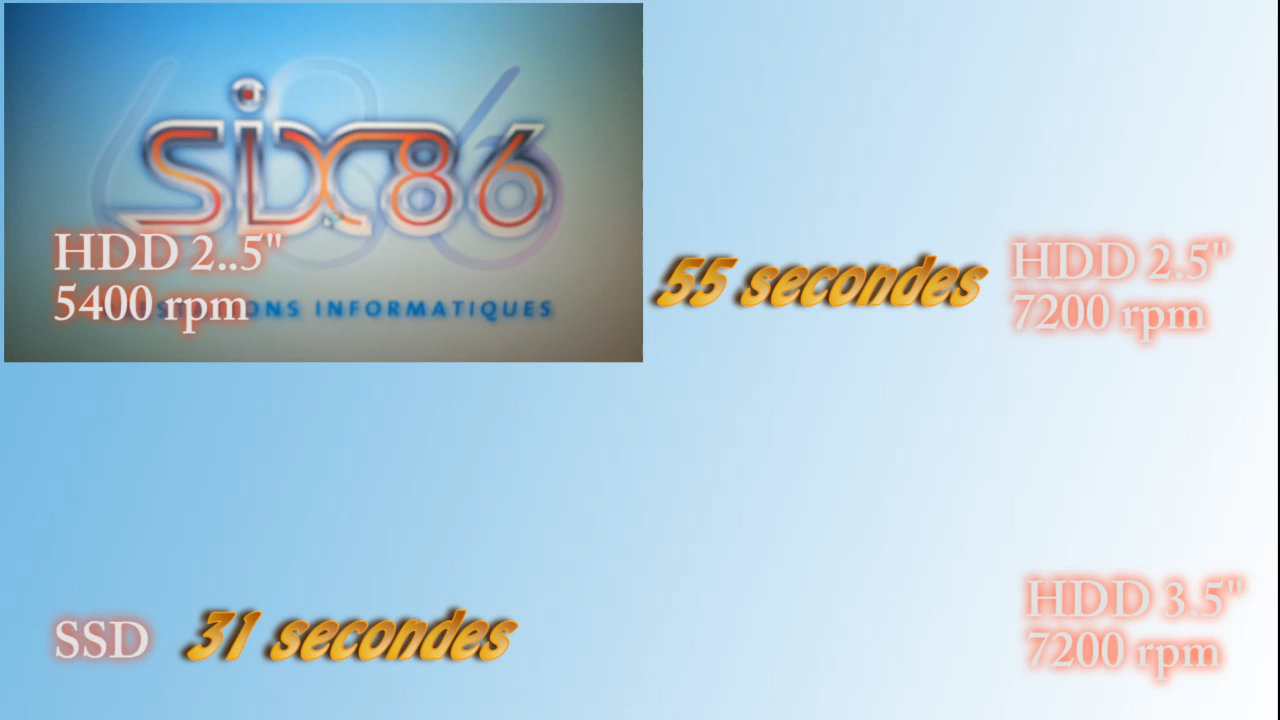 six86
HDD 2..5"
5400 rpm
ONS INFORMATIQUES
55 secondes
HDD 2.5"
7200 rpm
SSD
31 secondes
HDD 3.5"
7200 rpm